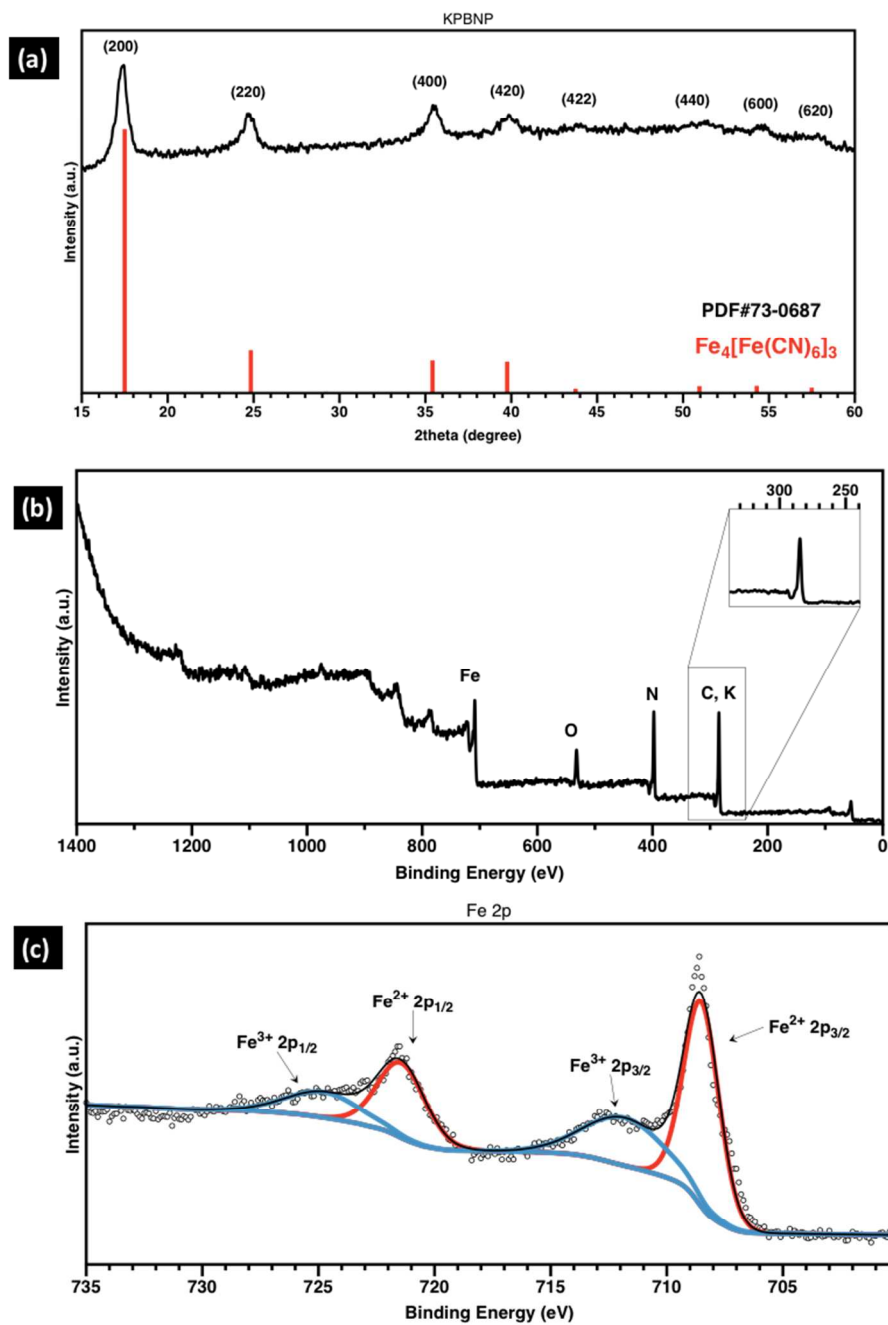 KPBNP
(a)
(200)
(220)
(400)
(420)
(422)
(440)
(600)
(620)
Intensity (a.u.)
PDF#73-0687
Fe4[Fe(CN)6]3
15 20 25 30 35 40 45 50 55 60
2theta (degree)
(b)
300 250
Intensity (a.u.)
Fe
O
N
C, K
1400 1200 1000 800 600 400 200 0
Binding Energy (eV)
Fe 2p
(c)
Intensity (a.u.)
Fe3+ 2p1/2
Fe2+ 2p1/2
Fe3+ 2p3/2
Fe2+ 2p3/2
735 730 725 720 715 710 705
Binding Energy (eV)